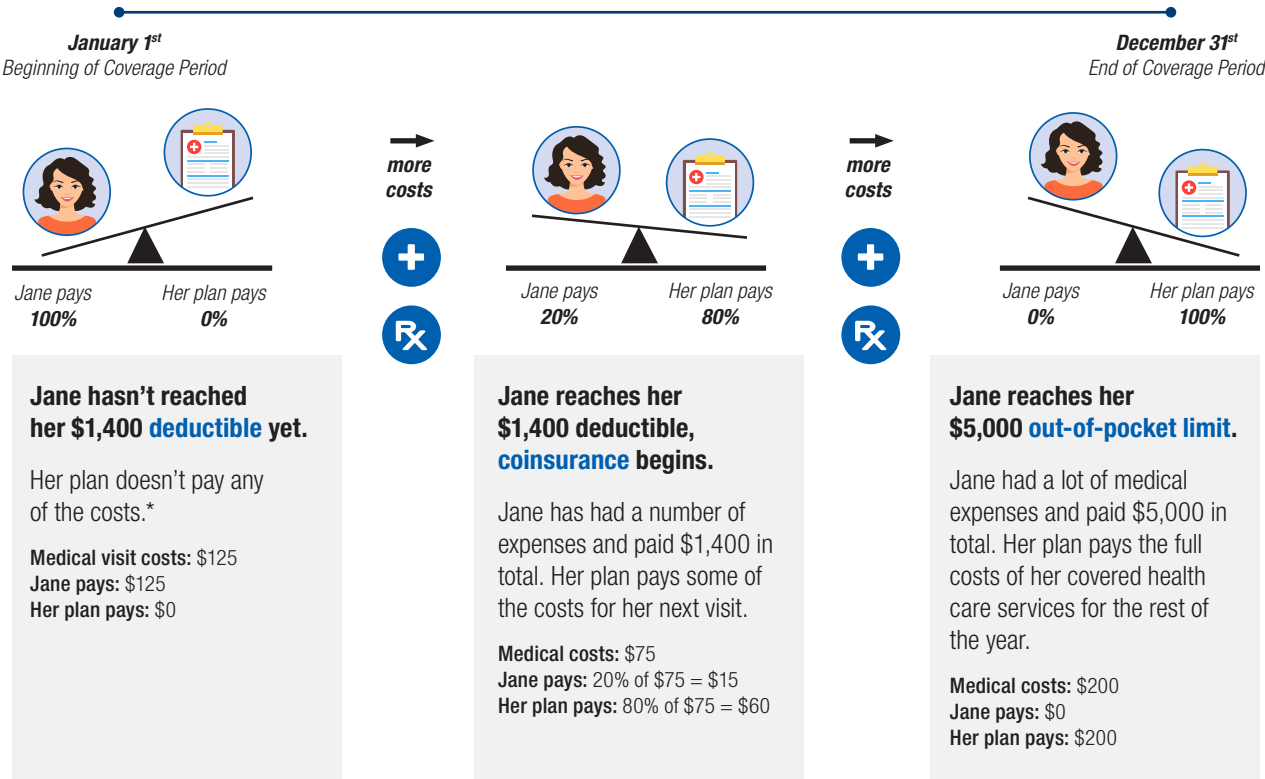 January 1st
Beginning of Coverage Period
December 31st
End of Coverage Period
Jane pays
100%
Her plan pays
0%
more
costs
Rx
Jane pays
20%
Her plan pays
80%
more
costs
Rx
Jane pays
0%
Her plan pays
100%
Jane hasn’t reached
her $1,400 deductible yet.
Her plan doesn’t pay any
of the costs.*
Medical visit costs: $125
Jane pays: $125
Her plan pays: $0
Jane reaches her
$1,400 deductible,
coinsurance begins.
Jane has had a number of
expenses and paid $1,400 in
total. Her plan pays some of
the costs for her next visit.
Medical costs: $75
Jane pays: 20% of $75 = $15
Her plan pays: 80% of $75 = $60
Jane reaches her
$5,000 out-of-pocket limit.
Jane had a lot of medical
expenses and paid $5,000 in
total. Her plan pays the full
costs of her covered health
care services for the rest of
the year.
Medical costs: $200
Jane pays: $0
Her plan pays: $200